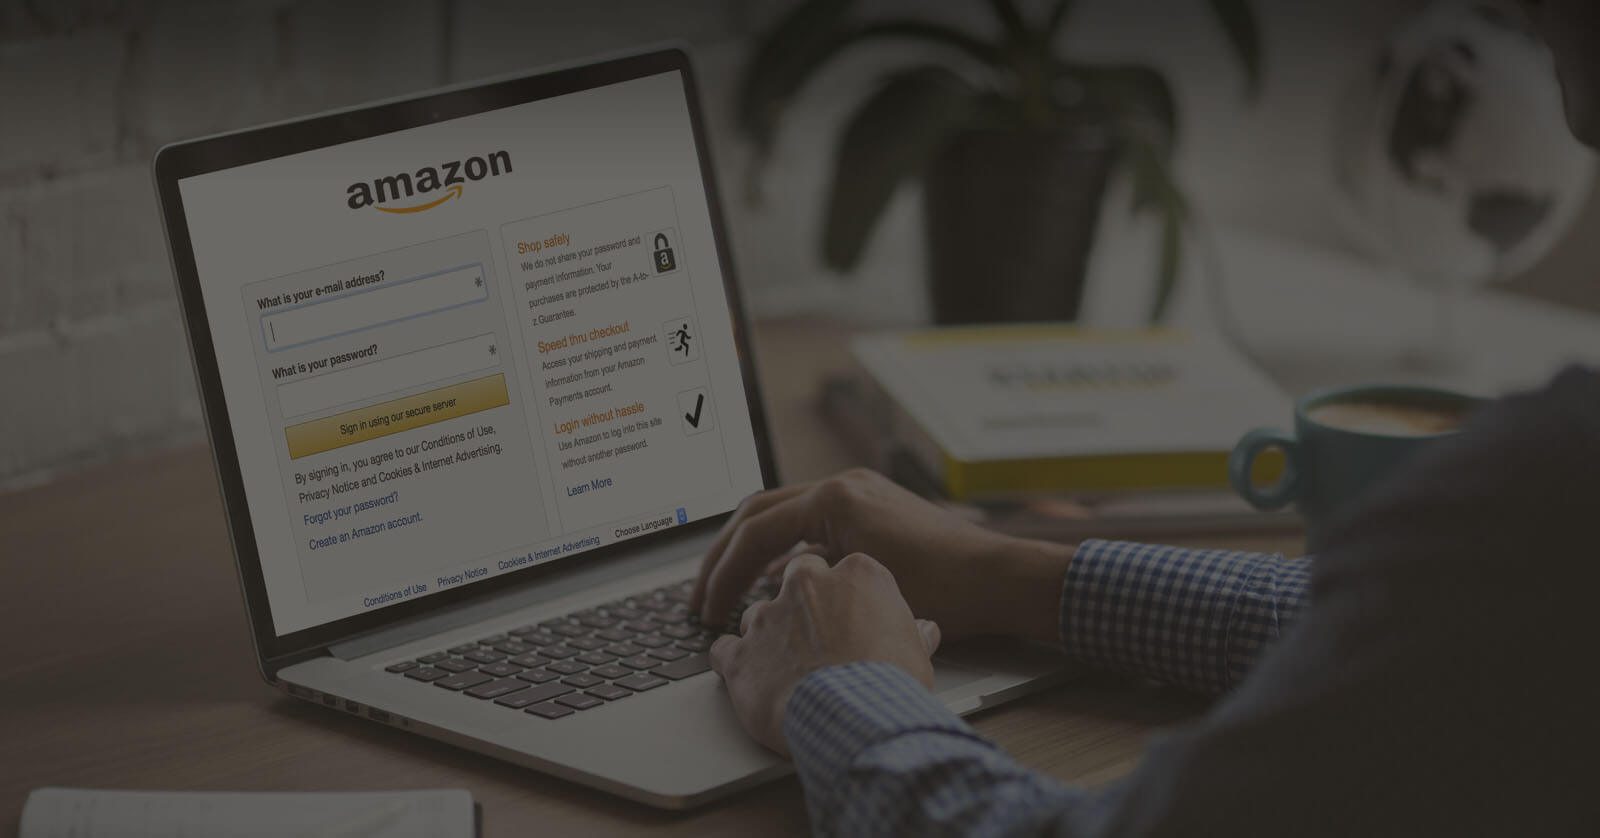 amazon
What is your e-mail address?
*
What is your password?
*
Sign in using our secure server
By signing in, you agree to our Conditions of Use,
Privacy Notice and Cookies & Internet Advertising.
Forgot your password?
Create an Amazon account.
Shop safely
We do not share your password and
payment information. Your
purchases are protected by the A-to-
z Guarantee.
a
Speed thru checkout
Access your shipping and payment
information from your Amazon
Payments account.
Login without hassle
Use Amazon to log into this site
without another password.
Learn More
Conditions of Use Privacy Notice Cookies & Internet Advertising Choose Language